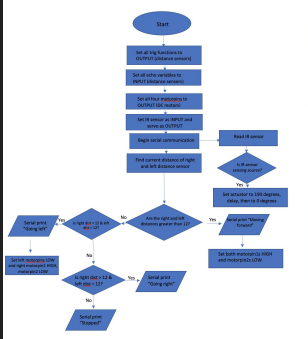 Start
Set all trig functions to
OUTPUT (distance sensors)
Set all echo variables to
INPUT (distance sensors)
Set all four motorpins to
OUTPUT (DC motors)
Set IR sensor as INPUT and
servo as OUTPUT
Begin serial communication
Read IR sensor
Find current distance of right
and left distance sensor
Is IR sensor
sensing
Set actuator to 180 degrees,
delay, then to 0 degrees
Are the right and left
distances greater than 12?
Yes
No
Serial print "Moving
forward"
Set both motorpin1s HIGH
and motorpin2s LOW
Is right dist < 12 & left
dist > 12?
Yes
Serial print
"Going left"
Set left motorpins LOW
and right motorpin1 HIGH
motorpin2 LOW
No
Is right dist > 12 &
left dist < 12?
Yes
Serial print
"Going right"
No
Serial print
"Stopped"
Yes